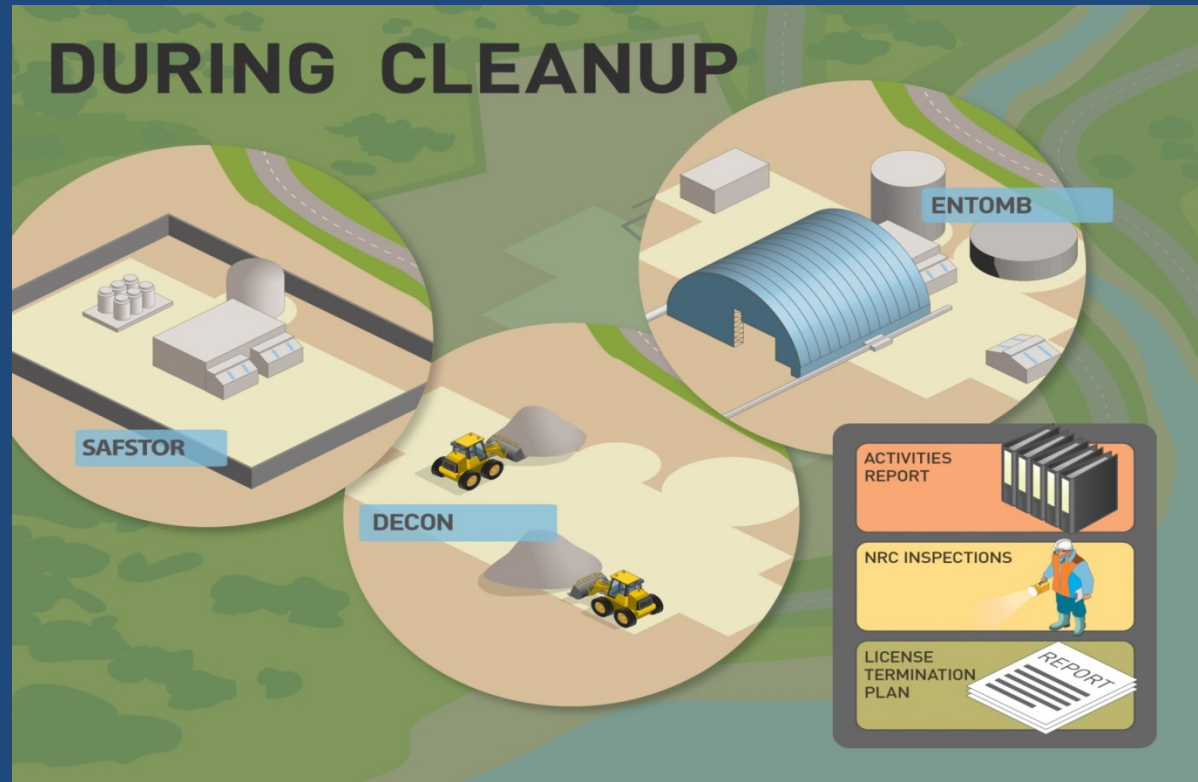 DURING CLEANUP
SAFSTOR
DECON
ENTOMB
ACTIVITIES
REPORT
NRC INSPECTIONS
LICENSE
TERMINATION
PLAN
REPORT